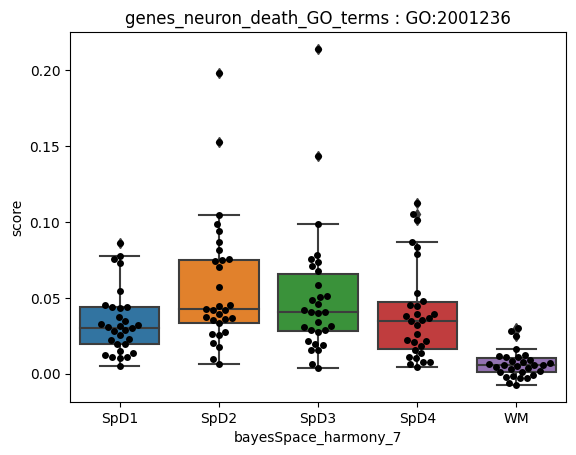 genes_neuron_death_GO_terms : GO:2001236
0.20
0.15
0.10
0.05
0.00
score
SpD1 SpD2 SpD3 SpD4 WM
bayesSpace_harmony_7